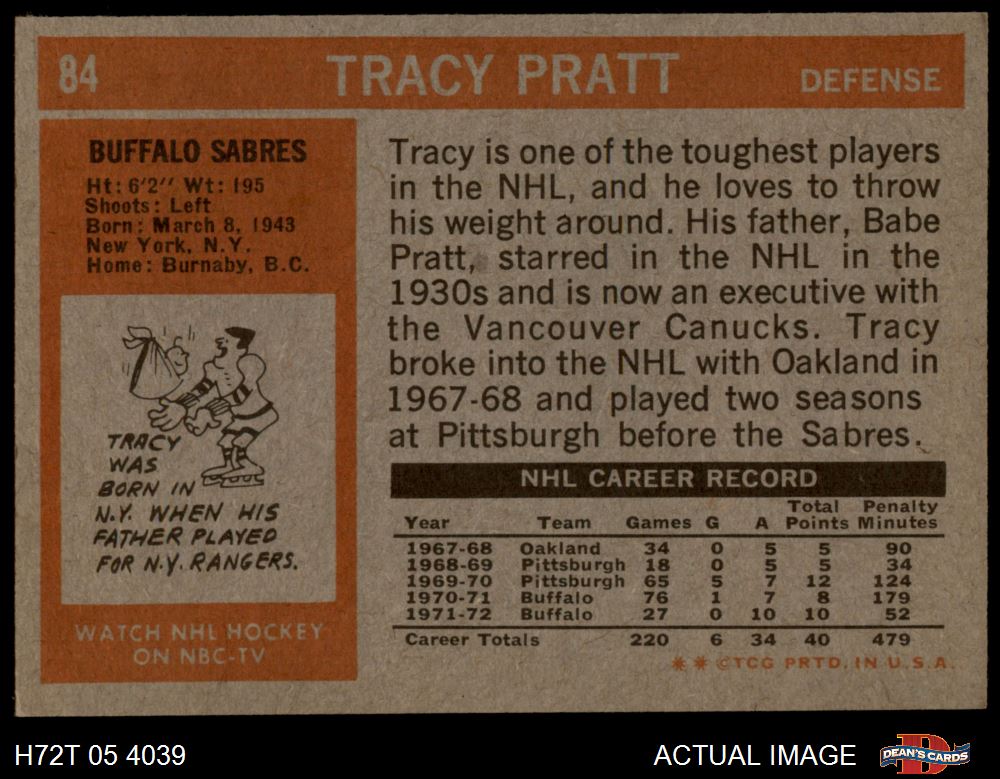 84
TRACY PRATT
DEFENSE
BUFFALO SABRES
Ht: 6'2" Wt: 195
Shoots: Left
Born: March 8, 1943
New York, N.Y.
Home: Burnaby, B.C.
TRACY
WAS
BORN IN
N.Y. WHEN HIS
FATHER PLAYED
FOR N.Y. RANGERS.
WATCH NHL HOCKEY
ON NBC-TV
Tracy is one of the toughest players
in the NHL, and he loves to throw
his weight around. His father, Babe
Pratt, starred in the NHL in the
1930s and is now an executive with
the Vancouver Canucks. Tracy
broke into the NHL with Oakland in
1967-68 and played two seasons
at Pittsburgh before the Sabres.
NHL CAREER RECORD
Year Team Games G A Total Points Penalty Minutes
1967-68 Oakland 34 0 5 5 90
1968-69 Pittsburgh 18 0 5 5 34
1969-70 Pittsburgh 65 5 7 12 124
1970-71 Buffalo 76 1 7 8 179
1971-72 Buffalo 27 0 10 10 52
Career Totals 220 6 34 40 479
✷ ✷ ©TCG PRTD. IN U.S.A.
H72T 05 4039
ACTUAL IMAGE
D
DEAN'S CARDS